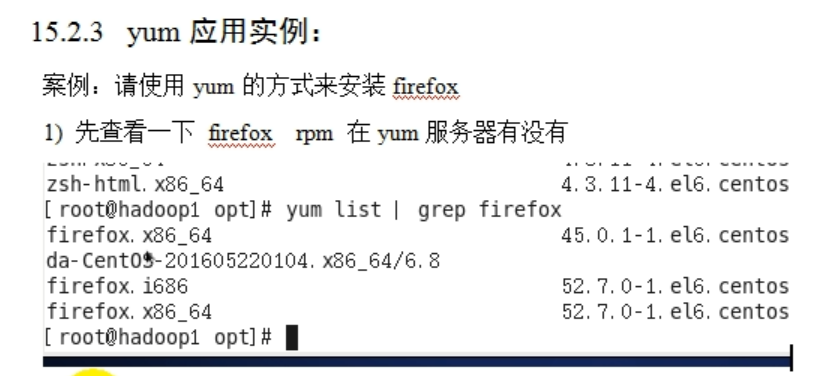 15.2.3 yum 应用实例：
案例：请使用 yum 的方式来安装 firefox
1) 先查看一下 firefox rpm 在 yum 服务器有没有
zsh-html.x86_64 4.3.11-4.el6.centos
[root@hadoop1 opt]# yum list | grep firefox
firefox.x86_64 45.0.1-1.el6.centos
da-CentOS-201605220104.x86_64/6.8
firefox.i686 52.7.0-1.el6.centos
firefox.x86_64 52.7.0-1.el6.centos
[root@hadoop1 opt]#